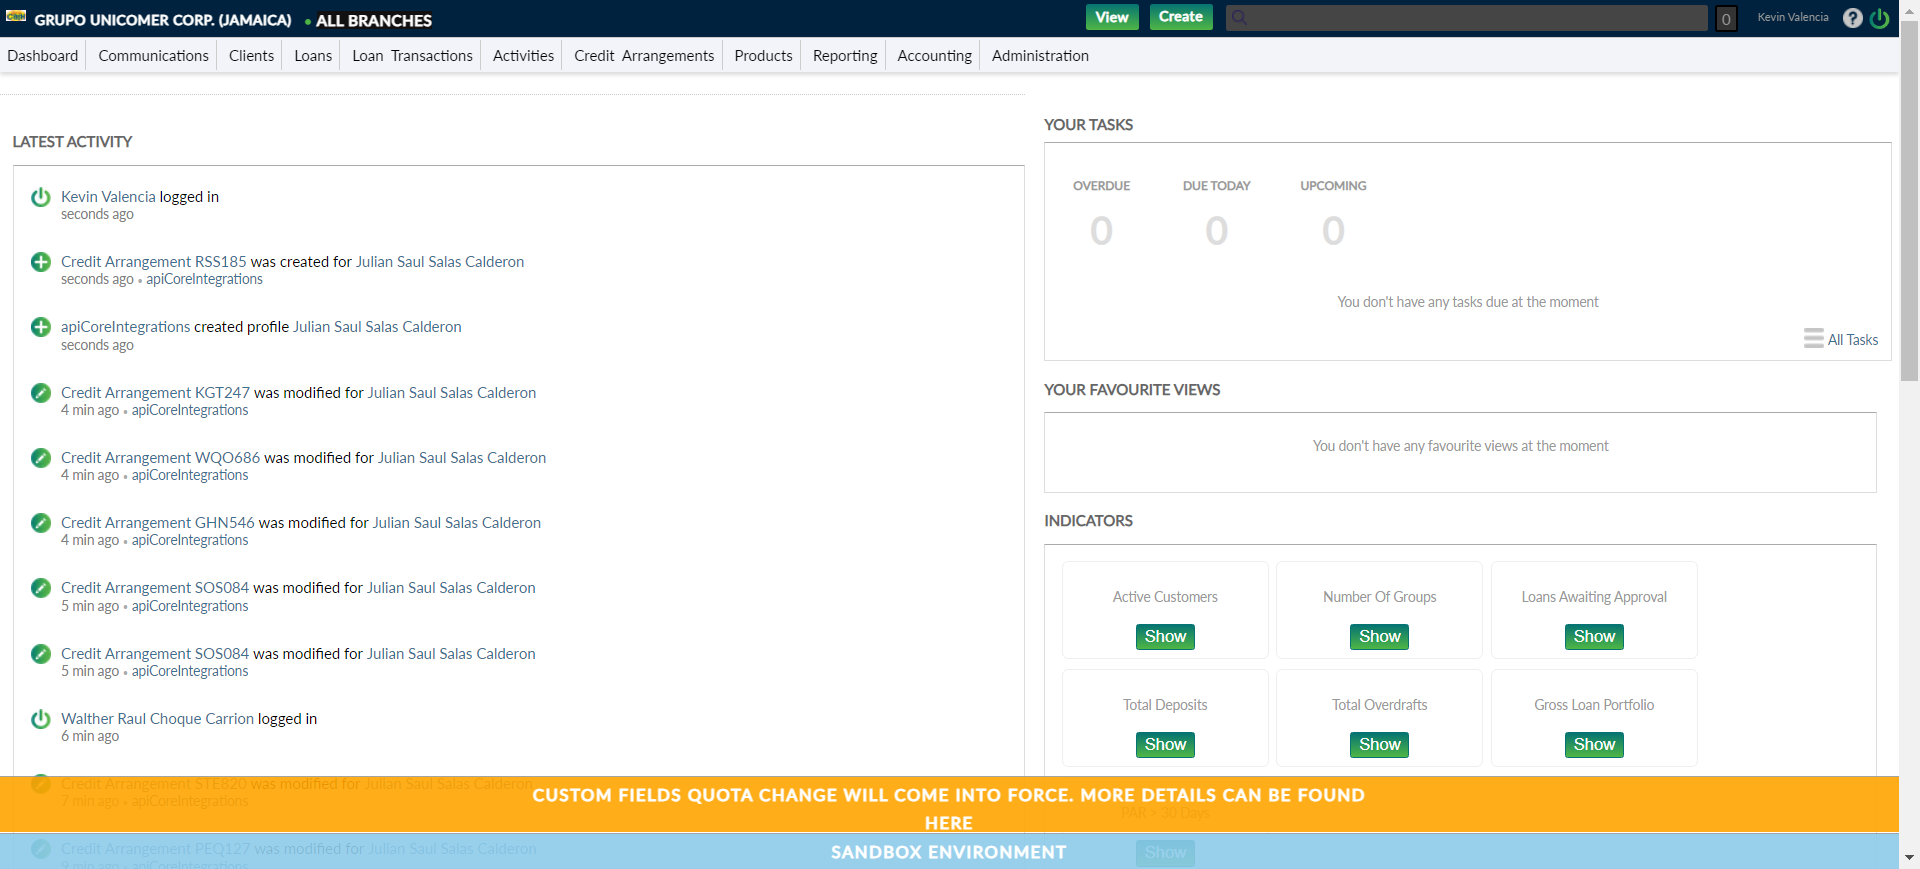 GRUPO UNICOMER CORP. (JAMAICA) • ALL BRANCHES
View Create 0 Kevin Valencia ?
Dashboard Communications Clients Loans Loan Transactions Activities Credit Arrangements Products Reporting Accounting Administration
LATEST ACTIVITY
Kevin Valencia logged in
seconds ago
Credit Arrangement RSS185 was created for Julian Saul Salas Calderon
seconds ago • apiCoreIntegrations
apiCoreIntegrations created profile Julian Saul Salas Calderon
seconds ago
Credit Arrangement KGT247 was modified for Julian Saul Salas Calderon
4 min ago • apiCoreIntegrations
Credit Arrangement WQO686 was modified for Julian Saul Salas Calderon
4 min ago • apiCoreIntegrations
Credit Arrangement GHN546 was modified for Julian Saul Salas Calderon
4 min ago • apiCoreIntegrations
Credit Arrangement SOS084 was modified for Julian Saul Salas Calderon
5 min ago • apiCoreIntegrations
Credit Arrangement SOS084 was modified for Julian Saul Salas Calderon
5 min ago • apiCoreIntegrations
Walther Raul Choque Carrion logged in
6 min ago
Credit Arrangement STE820 was modified for Julian Saul Salas Calderon
7 min ago • apiCoreIntegrations
Credit Arrangement PEQ127 was modified for Julian Saul Salas Calderon
9 min ago • apiCoreIntegrations
YOUR TASKS
OVERDUE DUE TODAY UPCOMING
0 0 0
You don't have any tasks due at the moment
All Tasks
YOUR FAVOURITE VIEWS
You don't have any favourite views at the moment
INDICATORS
Active Customers Number Of Groups Loans Awaiting Approval
Show Show Show
Total Deposits Total Overdrafts Gross Loan Portfolio
Show Show Show
PAR > 30 Days
Show
CUSTOM FIELDS QUOTA CHANGE WILL COME INTO FORCE. MORE DETAILS CAN BE FOUND
HERE
SANDBOX ENVIRONMENT